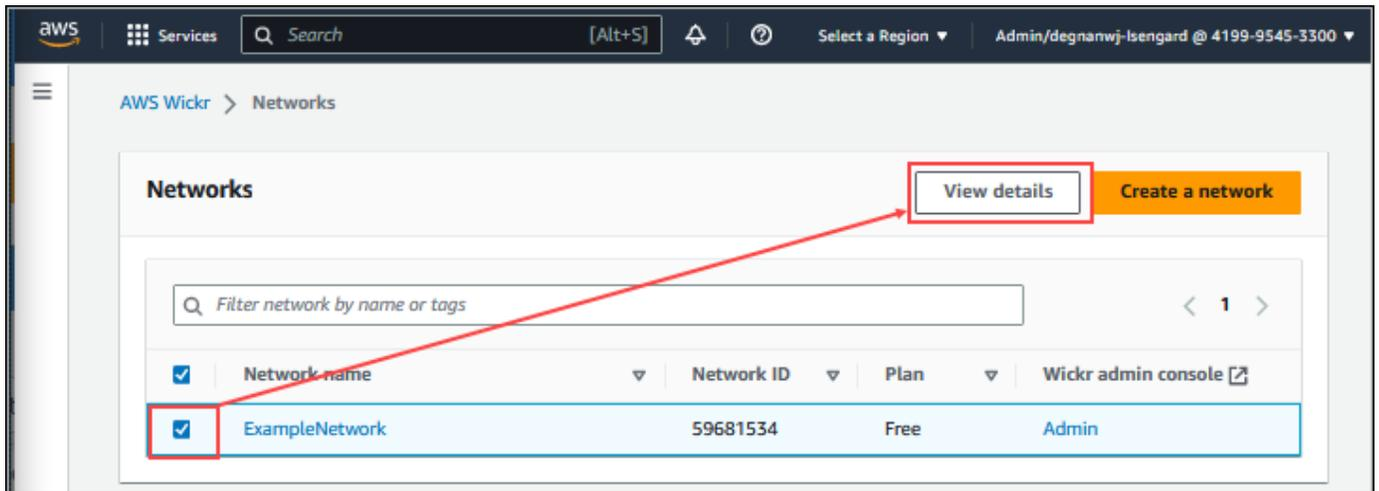 aws Services Search [Alt+S] Select a Region ▼ Admin/degnanwj-Isengard @ 4199-9545-3300 ▼
AWS Wickr > Networks
Networks View details Create a network
Filter network by name or tags < 1 >
Network name Network ID Plan Wickr admin console
ExampleNetwork 59681534 Free Admin